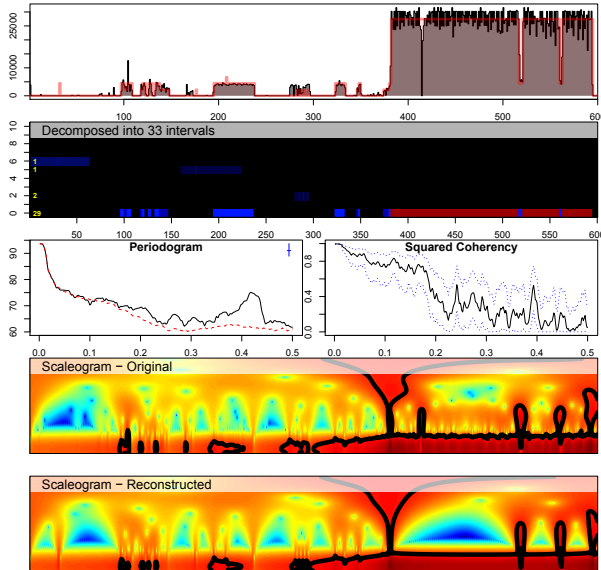 25000
10000
0
100 200 300 400 500 600
Decomposed into 33 intervals
10
8
6
4
2
0
1
1
2
29
50 100 150 200 250 300 350 400 450 500 550 600
Periodogram
90
80
70
60
0.0 0.1 0.2 0.3 0.4 0.5
Squared Coherency
0.8
0.4
0.0
0.0 0.1 0.2 0.3 0.4 0.5
Scaleogram − Original
Scaleogram − Reconstructed